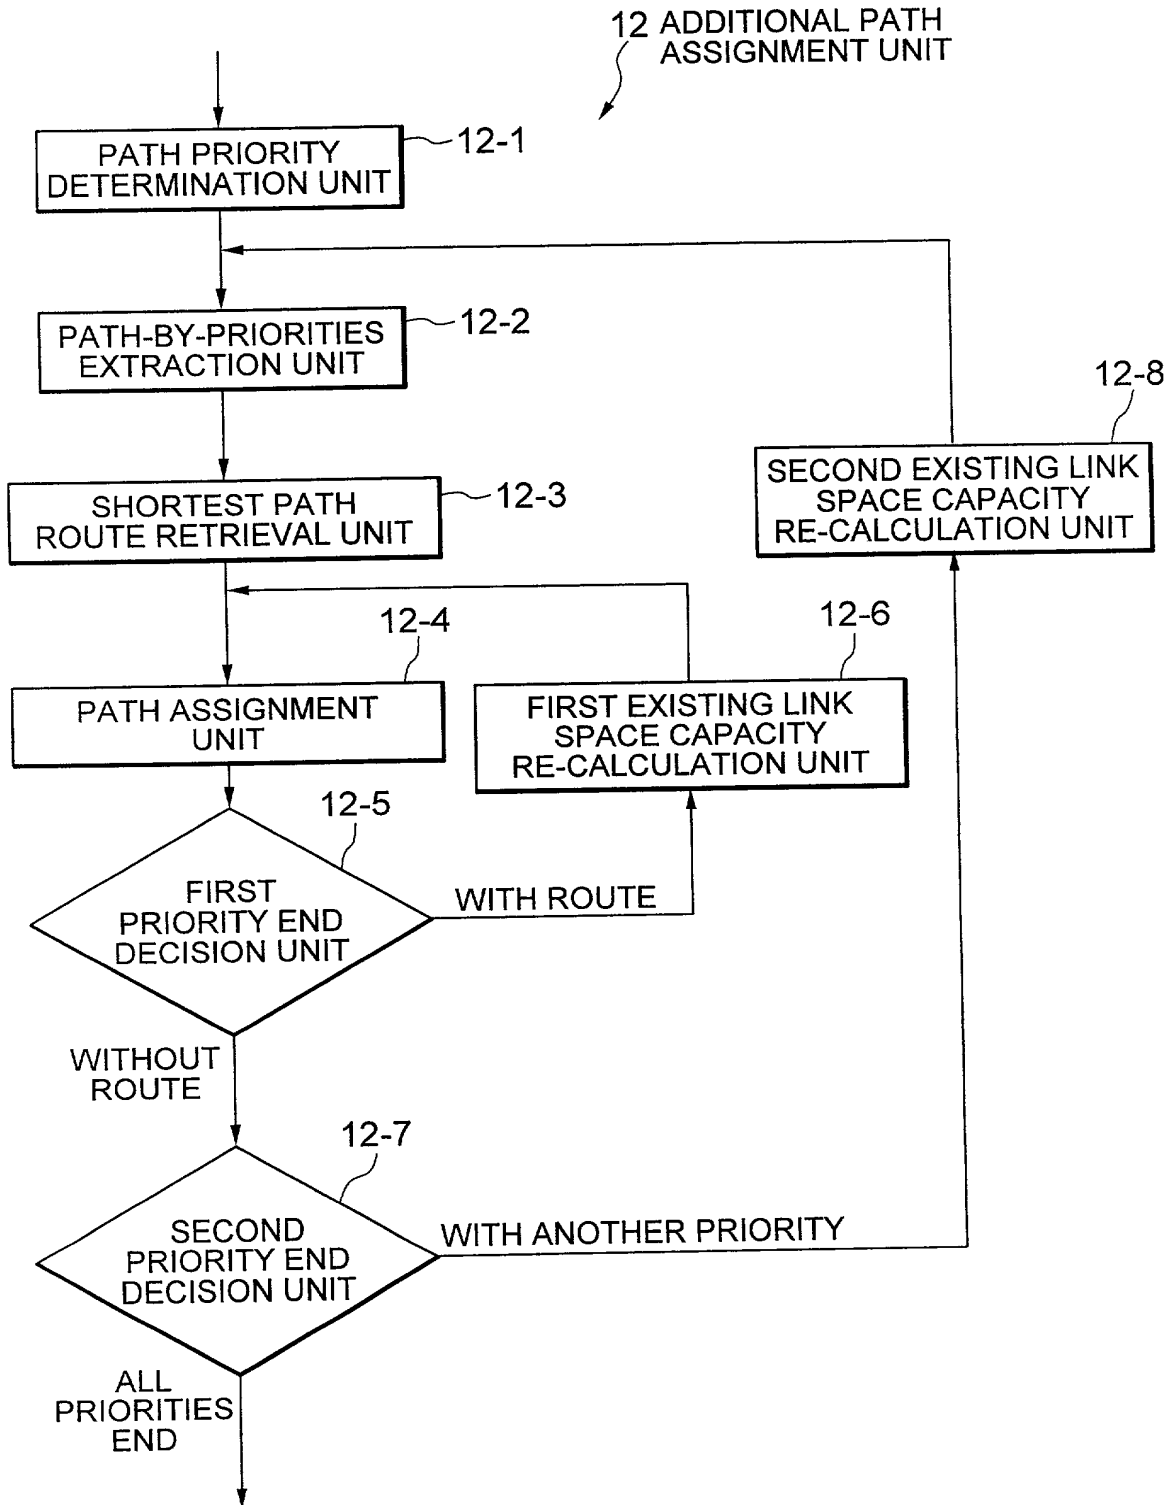 12 ADDITIONAL PATH
ASSIGNMENT UNIT
12-1
PATH PRIORITY
DETERMINATION UNIT
12-2
PATH-BY-PRIORITIES
EXTRACTION UNIT
12-8
SECOND EXISTING LINK
SPACE CAPACITY
RE-CALCULATION UNIT
12-3
SHORTEST PATH
ROUTE RETRIEVAL UNIT
12-4
PATH ASSIGNMENT
UNIT
12-6
FIRST EXISTING LINK
SPACE CAPACITY
RE-CALCULATION UNIT
12-5
FIRST
PRIORITY END
DECISION UNIT
WITH ROUTE
WITHOUT
ROUTE
12-7
SECOND
PRIORITY END
DECISION UNIT
WITH ANOTHER PRIORITY
ALL
PRIORITIES
END